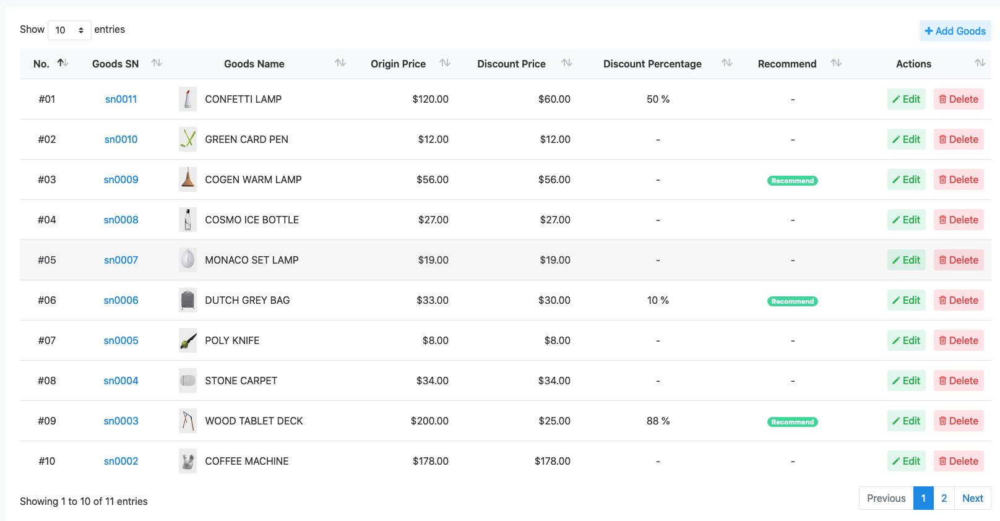 Show 10 entries
Add Goods
No. Goods SN Goods Name Origin Price Discount Price Discount Percentage Recommend Actions
#01 sn0011 CONFETTI LAMP $120.00 $60.00 50 % - Edit Delete
#02 sn0010 GREEN CARD PEN $12.00 $12.00 - - Edit Delete
#03 sn0009 COGEN WARM LAMP $56.00 $56.00 - Recommend Edit Delete
#04 sn0008 COSMO ICE BOTTLE $27.00 $27.00 - - Edit Delete
#05 sn0007 MONACO SET LAMP $19.00 $19.00 - - Edit Delete
#06 sn0006 DUTCH GREY BAG $33.00 $30.00 10 % Recommend Edit Delete
#07 sn0005 POLY KNIFE $8.00 $8.00 - - Edit Delete
#08 sn0004 STONE CARPET $34.00 $34.00 - - Edit Delete
#09 sn0003 WOOD TABLET DECK $200.00 $25.00 88 % Recommend Edit Delete
#10 sn0002 COFFEE MACHINE $178.00 $178.00 - - Edit Delete
Showing 1 to 10 of 11 entries
Previous 1 2 Next